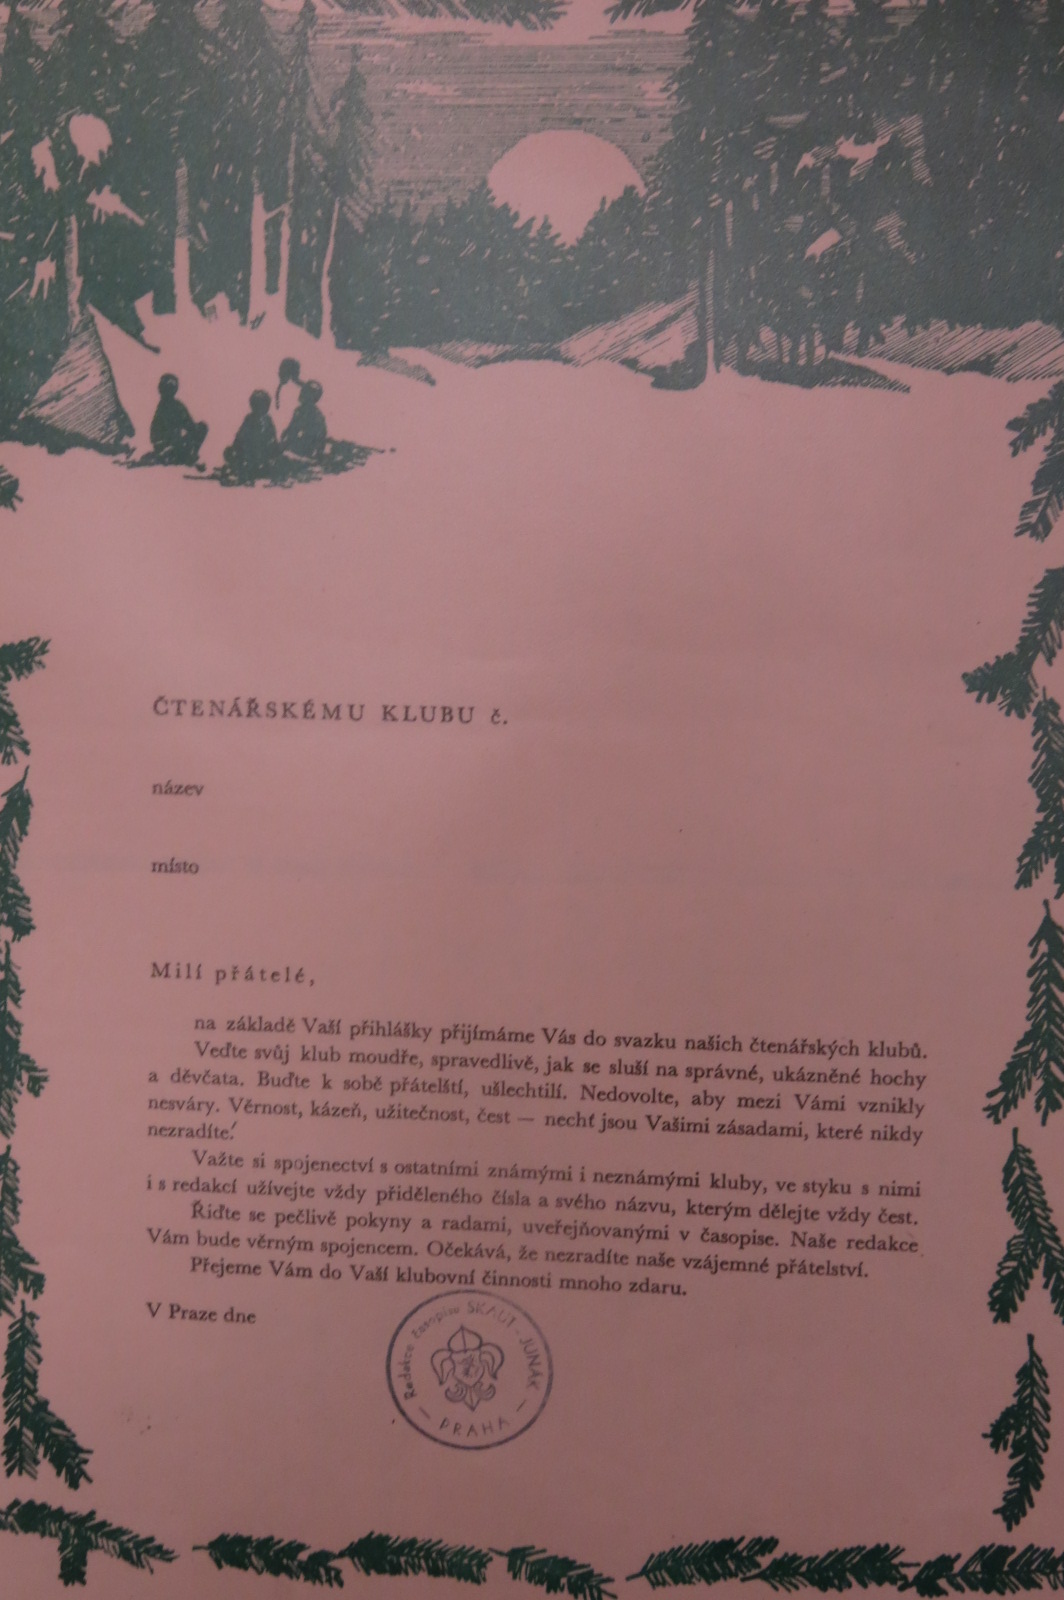 ČTENÁŘSKÉMU KLUBU č.
název
místo
Milí přátelé,
na základě Vaší přihlášky přijímáme Vás do svazku našich čtenářských klubů.
Veďte svůj klub moudře, spravedlivě, jak se sluší na správné, ukázněné hochy
a děvčata. Buďte k sobě přátelští, ušlechtilí. Nedovolte, aby mezi Vámi vznikly
nesváry. Věrnost, kázeň, užitečnost, čest — nechť jsou Vašimi zásadami, které nikdy
nezradíte!
Važte si spojenectví s ostatními známými i neznámými kluby, ve styku s nimi
i s redakcí užívejte vždy přiděleného čísla a svého názvu, kterým dělejte vždy čest.
Řiďte se pečlivě pokyny a radami, uveřejňovanými v časopise. Naše redakce
Vám bude věrným spojencem. Očekává, že nezradíte naše vzájemné přátelství.
Přejeme Vám do Vaší klubovní činnosti mnoho zdaru.
V Praze dne
Redakce časopisu SKAUT - JUNÁK
— PRAHA —